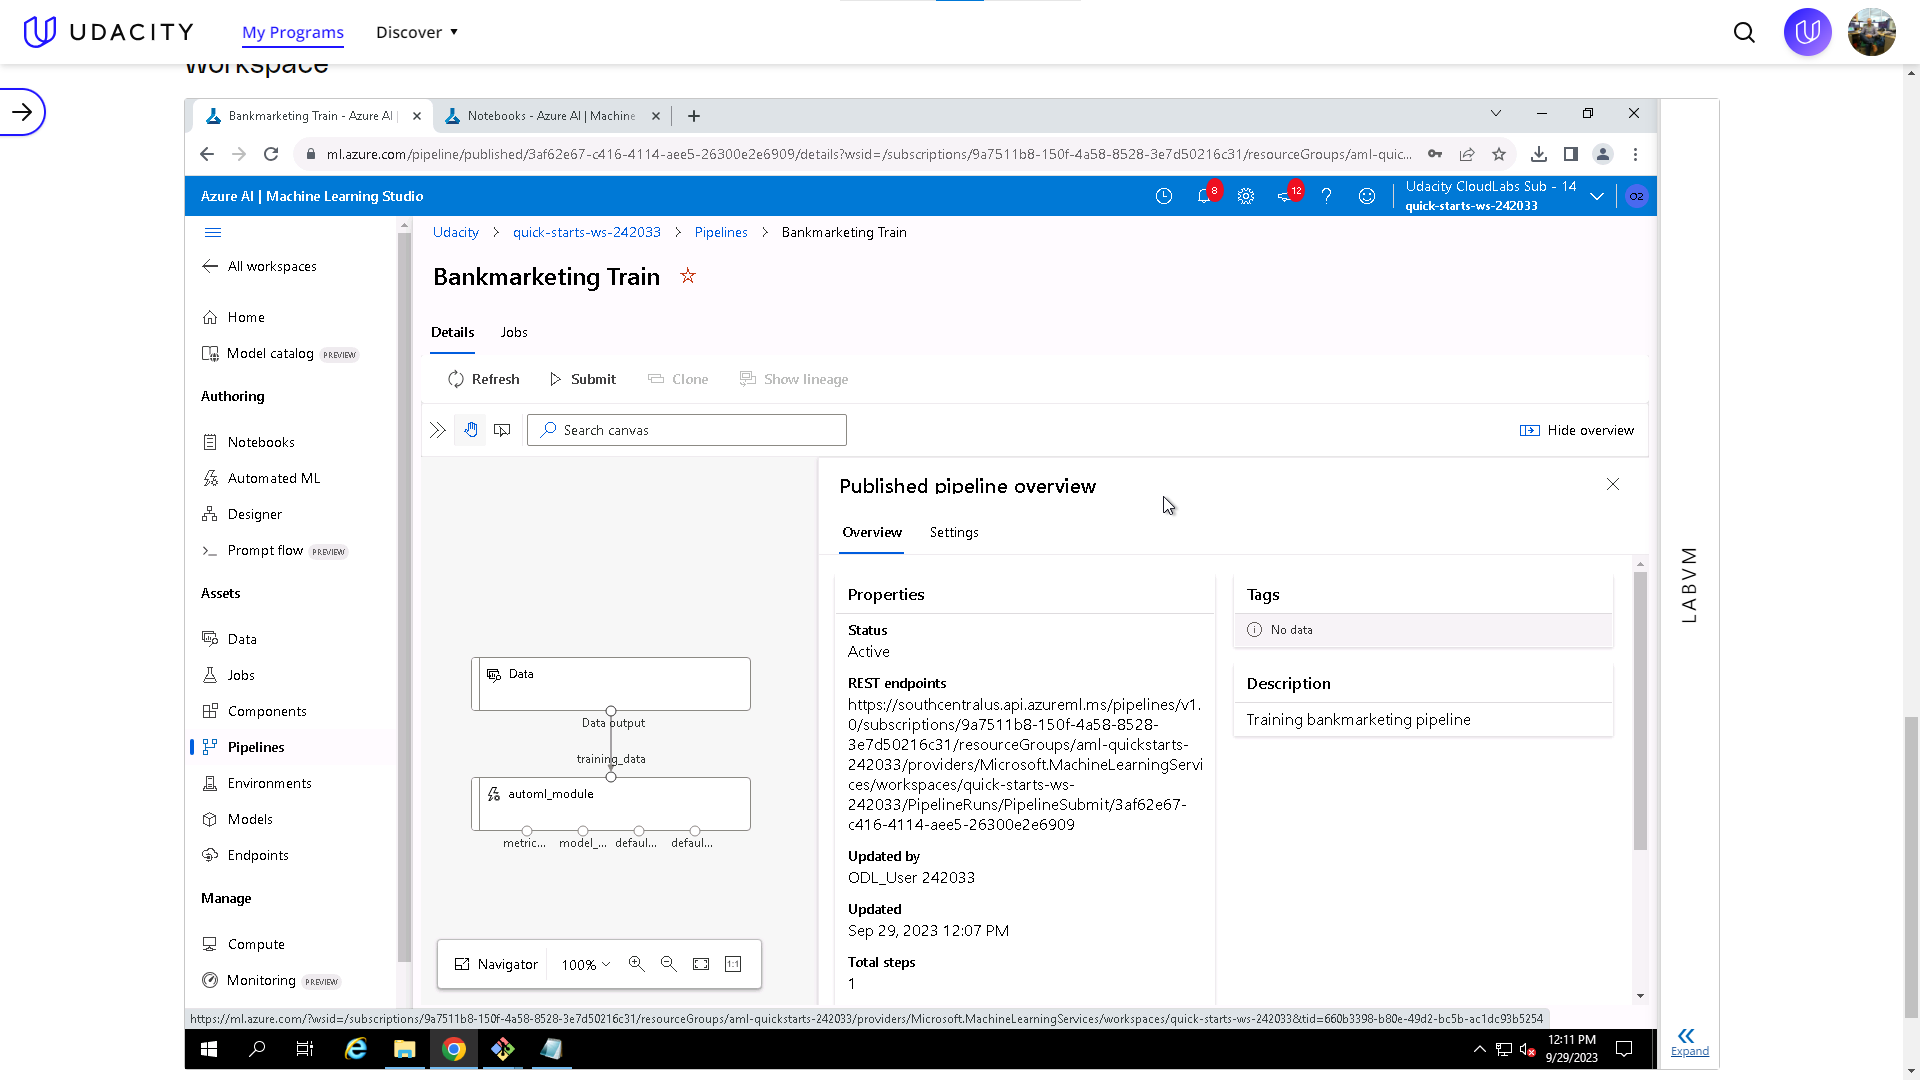 UDACITY
My Programs
Discover
Workspace
Bankmarketing Train - Azure AI |
Notebooks - Azure AI | Machine
ml.azure.com/pipeline/published/3af62e67-c416-4114-aee5-26300e2e6909/details?wsid=/subscriptions/9a7511b8-150f-4a58-8528-3e7d50216c31/resourceGroups/aml-quic...
Azure AI | Machine Learning Studio
8
12
Udacity CloudLabs Sub - 14
quick-starts-ws-242033
O2
All workspaces
Home
Model catalog PREVIEW
Authoring
Notebooks
Automated ML
Designer
Prompt flow PREVIEW
Assets
Data
Jobs
Components
Pipelines
Environments
Models
Endpoints
Manage
Compute
Monitoring PREVIEW
Udacity > quick-starts-ws-242033 > Pipelines > Bankmarketing Train
Bankmarketing Train
Details
Jobs
Refresh
Submit
Clone
Show lineage
Search canvas
Hide overview
Data
Data output
training_data
automl_module
metric...
model_...
defaul...
defaul...
Navigator
100%
1:1
Published pipeline overview
Overview
Settings
Properties
Status
Active
REST endpoints
https://southcentralus.api.azureml.ms/pipelines/v1.
0/subscriptions/9a7511b8-150f-4a58-8528-
3e7d50216c31/resourceGroups/aml-quickstarts-
242033/providers/Microsoft.MachineLearningServi
ces/workspaces/quick-starts-ws-
242033/PipelineRuns/PipelineSubmit/3af62e67-
c416-4114-aee5-26300e2e6909
Updated by
ODL_User 242033
Updated
Sep 29, 2023 12:07 PM
Total steps
1
Tags
No data
Description
Training bankmarketing pipeline
https://ml.azure.com/?wsid=/subscriptions/9a7511b8-150f-4a58-8528-3e7d50216c31/resourceGroups/aml-quickstarts-242033/providers/Microsoft.MachineLearningServices/workspaces/quick-starts-ws-242033&tid=660b3398-b80e-49d2-bc5b-ac1dc93b5254
12:11 PM
9/29/2023
LABVM
Expand